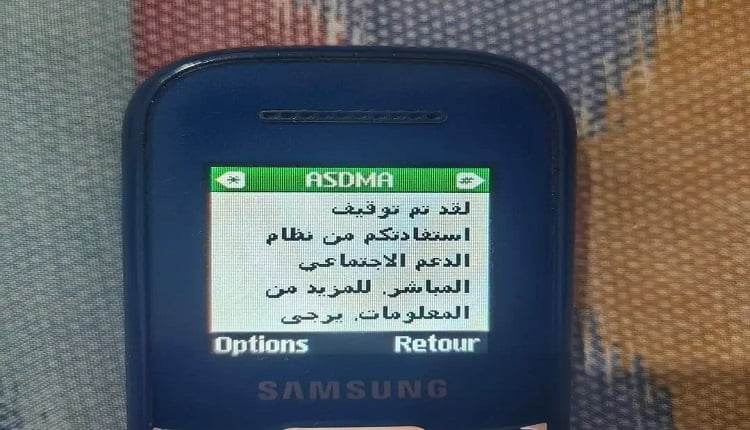 * ASDMA #
لقد تم توقيف
استفادتكم من نظام
الدعم الاجتماعي
المباشر. للمزيد من
المعلومات، يرجى
Options Retour
SAMSUNG